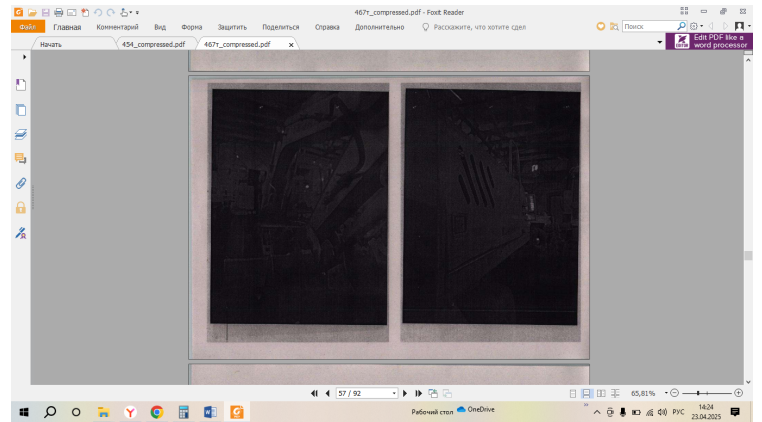 467т_compressed.pdf - Foxit Reader
Файл Главная Комментарий Вид Форма Защитить Поделиться Справка Дополнительно Расскажите, что хотите сдел Поиск
Начать 454_compressed.pdf 467т_compressed.pdf x
Edit PDF like a
word processor
57 / 92
65,81%
Рабочий стол OneDrive
РУС
14:24
23.04.2025